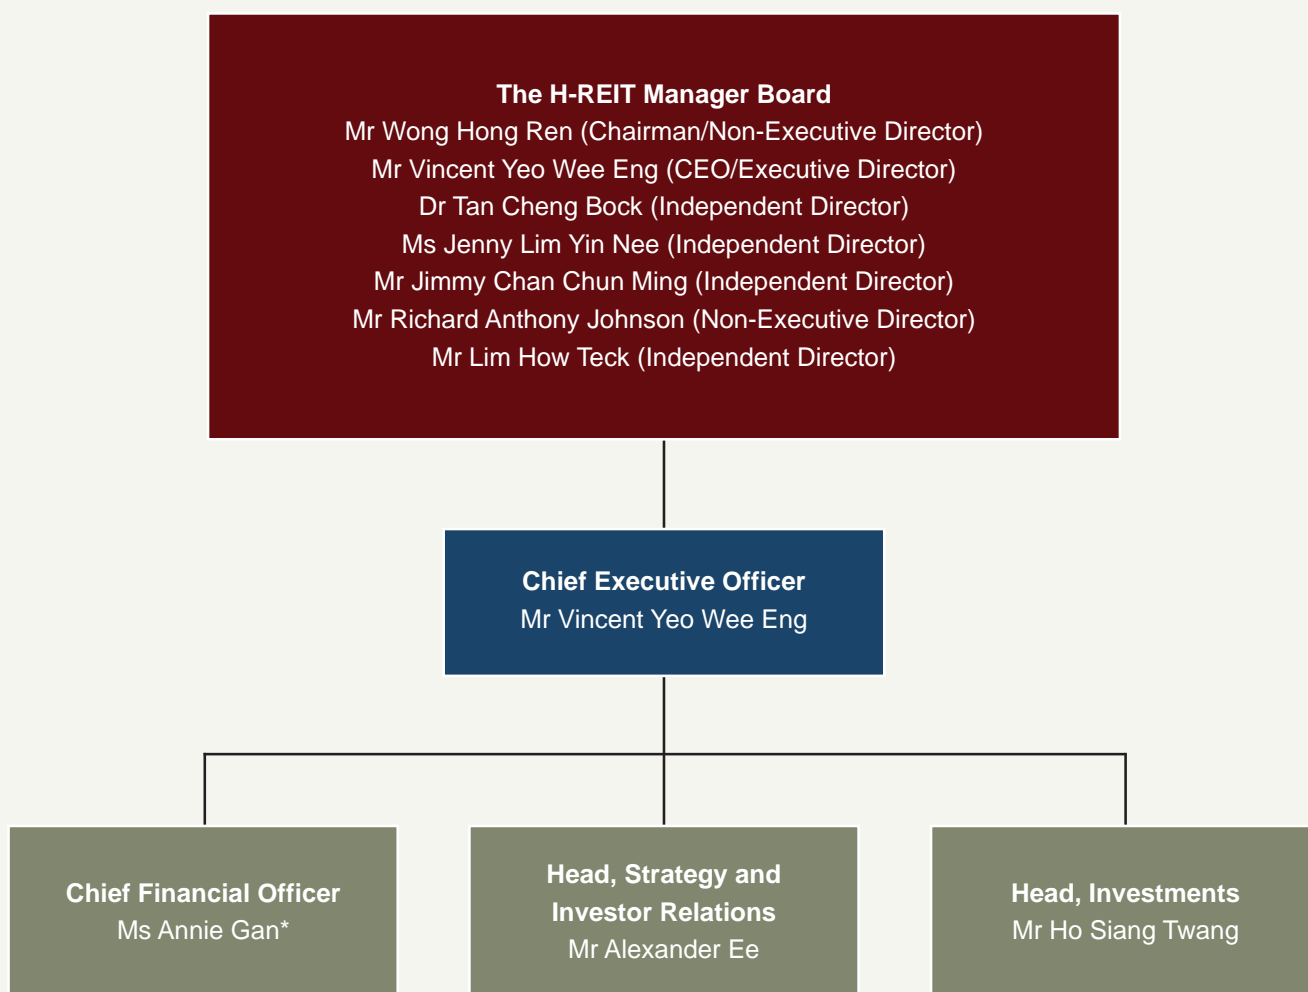 The H-REIT Manager Board
Mr Wong Hong Ren (Chairman/Non-Executive Director)
Mr Vincent Yeo Wee Eng (CEO/Executive Director)
Dr Tan Cheng Bock (Independent Director)
Ms Jenny Lim Yin Nee (Independent Director)
Mr Jimmy Chan Chun Ming (Independent Director)
Mr Richard Anthony Johnson (Non-Executive Director)
Mr Lim How Teck (Independent Director)
Chief Executive Officer
Mr Vincent Yeo Wee Eng
Chief Financial Officer
Ms Annie Gan*
Head, Strategy and
Investor Relations
Mr Alexander Ee
Head, Investments
Mr Ho Siang Twang